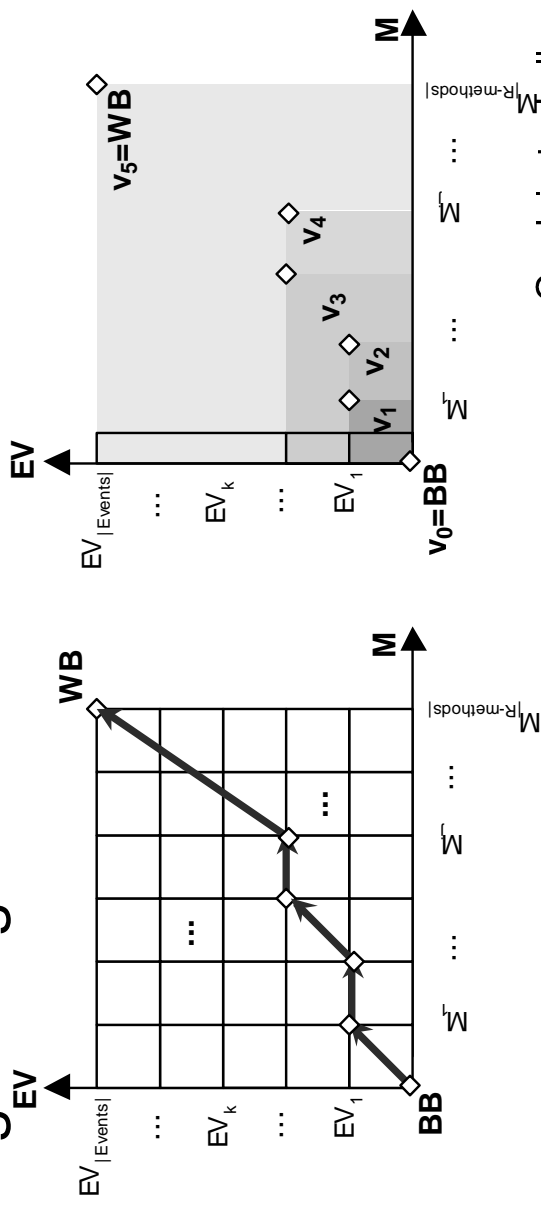 EV
EV|Events|
...
EVk
...
EV1
BB
M1
...
Mj
...
M|R-methods|
M
WB
...
...
EV
EV|Events|
...
EVk
...
EV1
v0=BB
v1
v2
v3
v4
v5=WB
M1
...
Mj
...
M|R-methods|
M